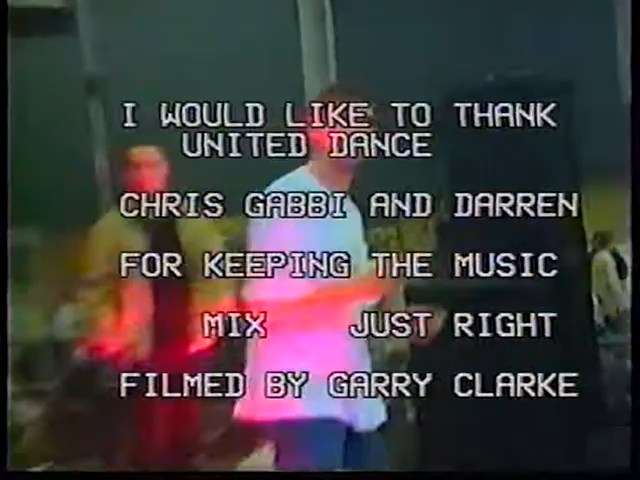 I WOULD LIKE TO THANK
UNITED DANCE
CHRIS GABBI AND DARREN
FOR KEEPING THE MUSIC
MIX JUST RIGHT
FILMED BY GARRY CLARKE